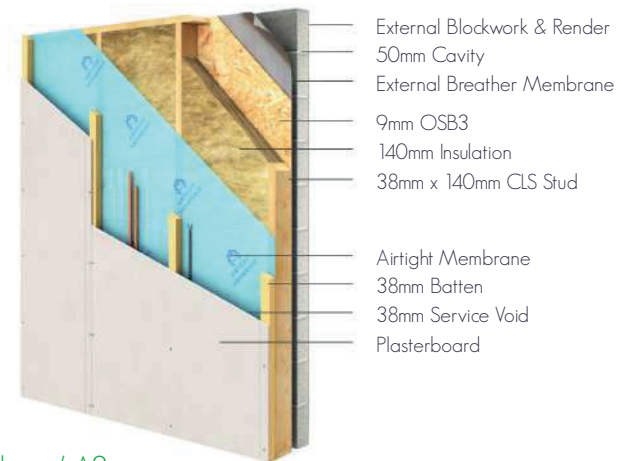 External Blockwork & Render
50mm Cavity
External Breather Membrane
9mm OSB3
140mm Insulation
38mm x 140mm CLS Stud
Airtight Membrane
38mm Batten
38mm Service Void
Plasterboard